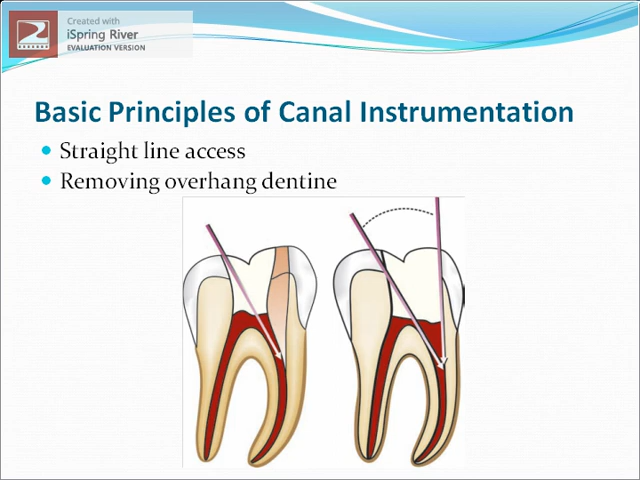 Created with
iSpring River
EVALUATION VERSION
Basic Principles of Canal Instrumentation
Straight line access
Removing overhang dentine